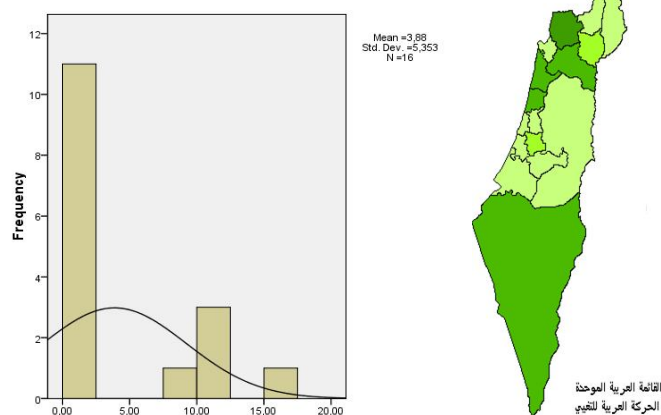 12
10
8
6
4
2
0
Frequency
0.00
5.00
10.00
15.00
20.00
Mean =3,88
Std. Dev. =5,353
N =16
القائمة العربية الموحدة
الحركة العربية للتغيي